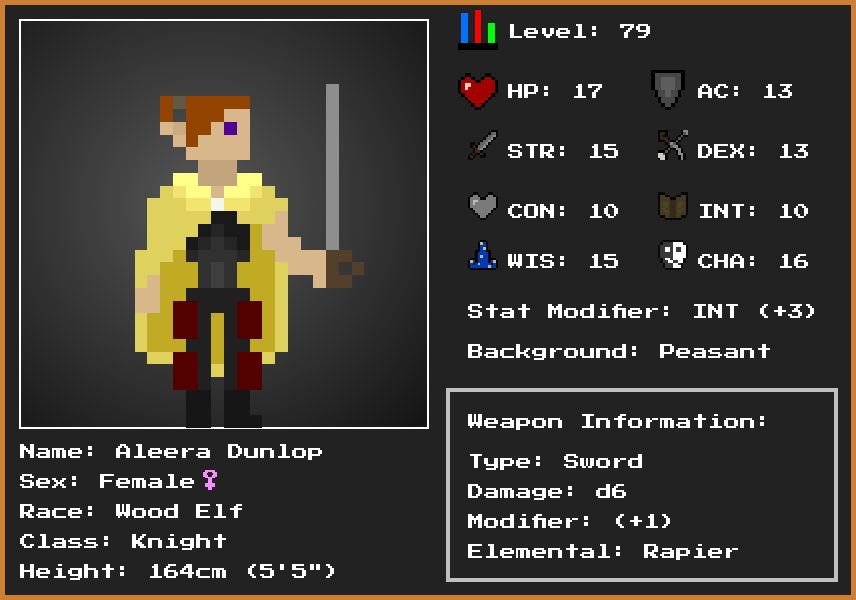 Level: 79
HP: 17
AC: 13
STR: 15
DEX: 13
CON: 10
INT: 10
WIS: 15
CHA: 16
Stat Modifier: INT (+3)
Background: Peasant
Weapon Information:
Type: Sword
Damage: d6
Modifier: (+1)
Elemental: Rapier
Name: Aleera Dunlop
Sex: Female♀
Race: Wood Elf
Class: Knight
Height: 164cm (5'5")